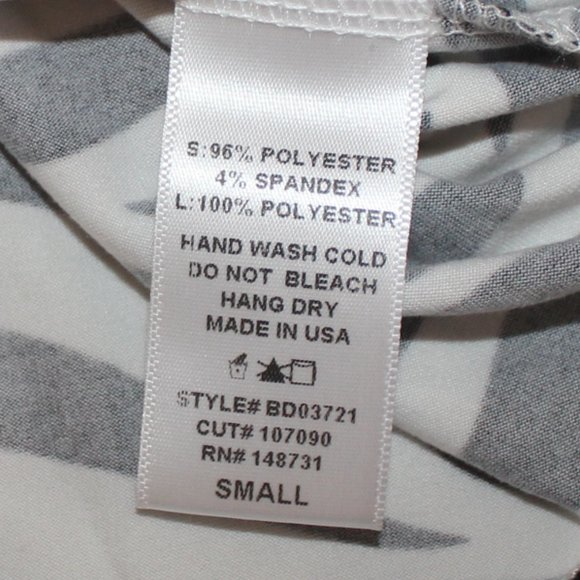 S:96% POLYESTER
4% SPANDEX
L:100% POLYESTER
HAND WASH COLD
DO NOT BLEACH
HANG DRY
MADE IN USA
STYLE# BD03721
CUT# 107090
RN# 148731
SMALL